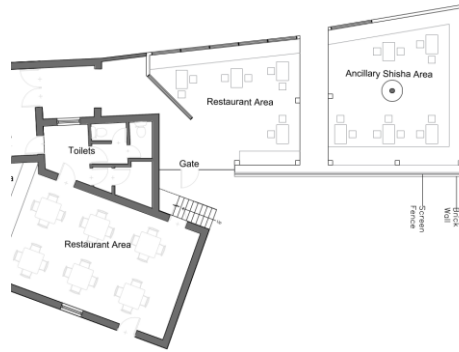 Ancillary Shisha Area
Restaurant Area
Toilets
Gate
Restaurant Area
Screen
Fence
Brick
Wall